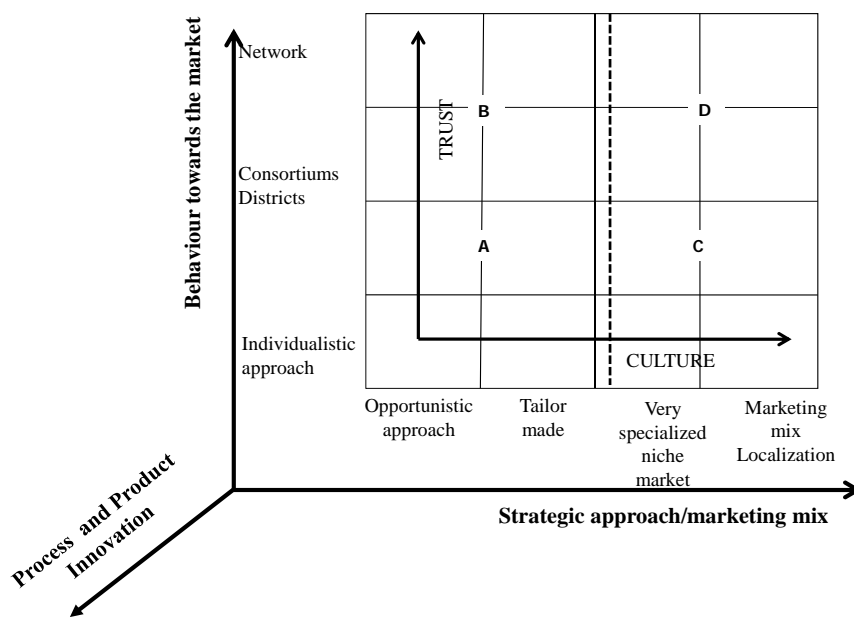 Behaviour towards the market
Network
Consortiums
Districts
Individualistic
approach
TRUST
B
D
A
C
CULTURE
Opportunistic
approach
Tailor
made
Very
specialized
niche
market
Marketing
mix
Localization
Strategic approach/marketing mix
Process and Product
Innovation